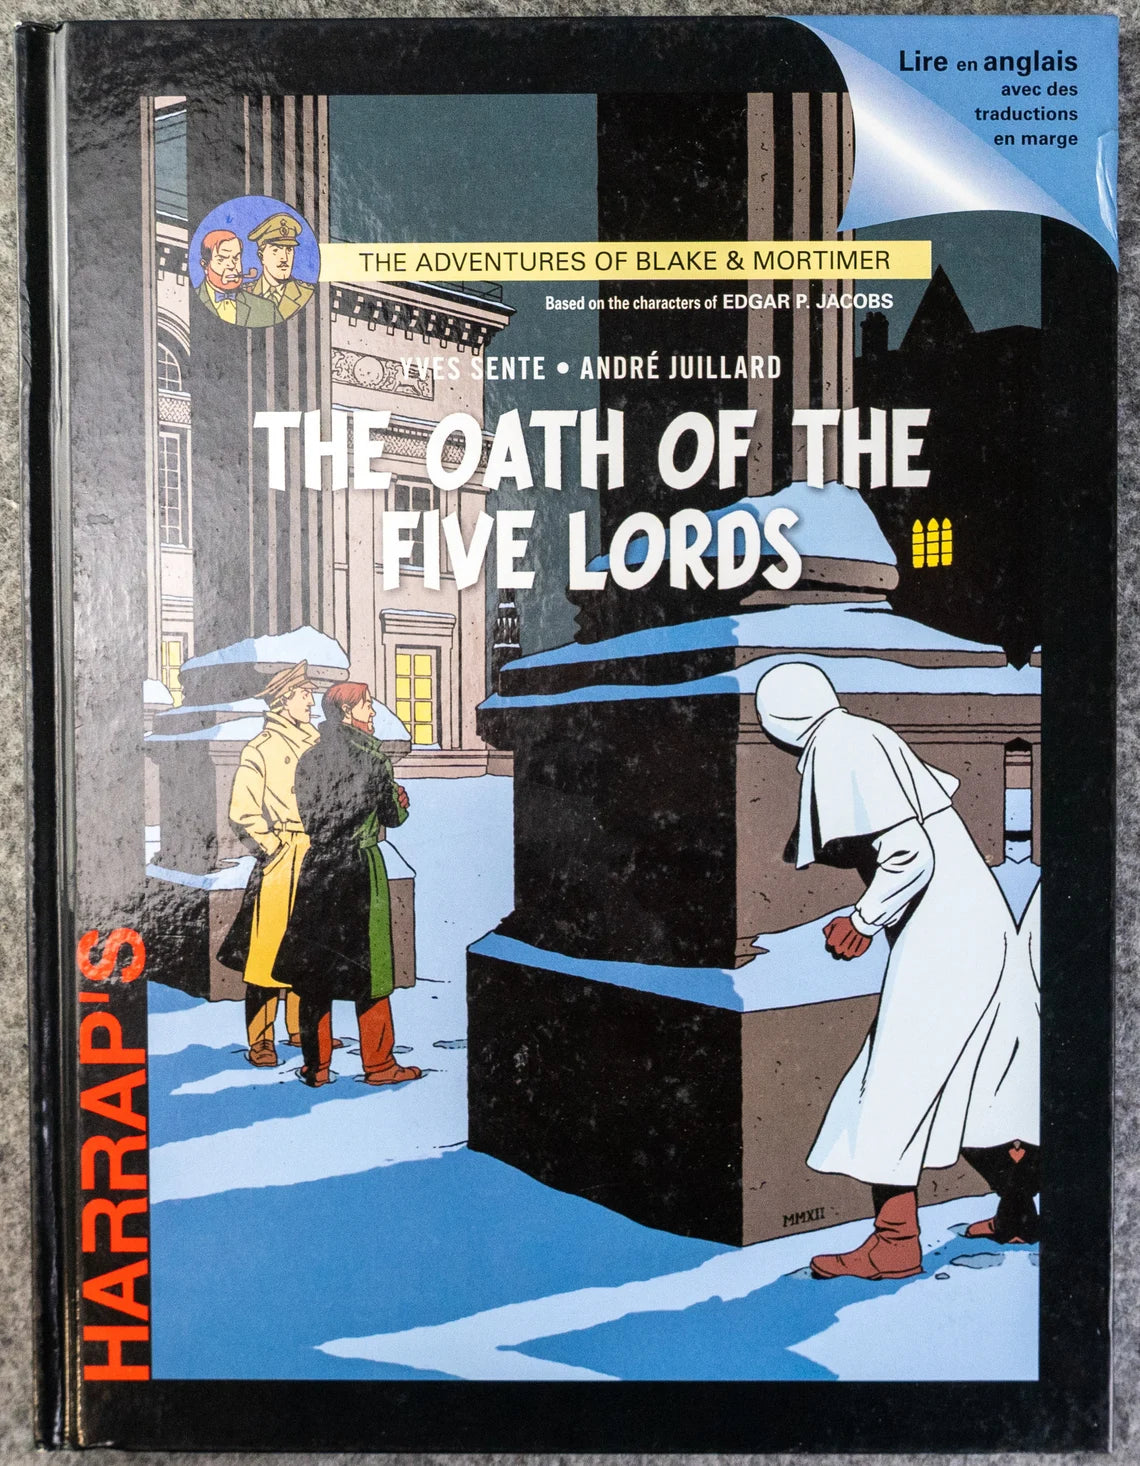 Lire en anglais
avec des
traductions
en marge
THE ADVENTURES OF BLAKE & MORTIMER
Based on the characters of EDGAR P. JACOBS
YVES SENTE • ANDRÉ JUILLARD
THE OATH OF THE
FIVE LORDS
HARRAP'S
MMXII